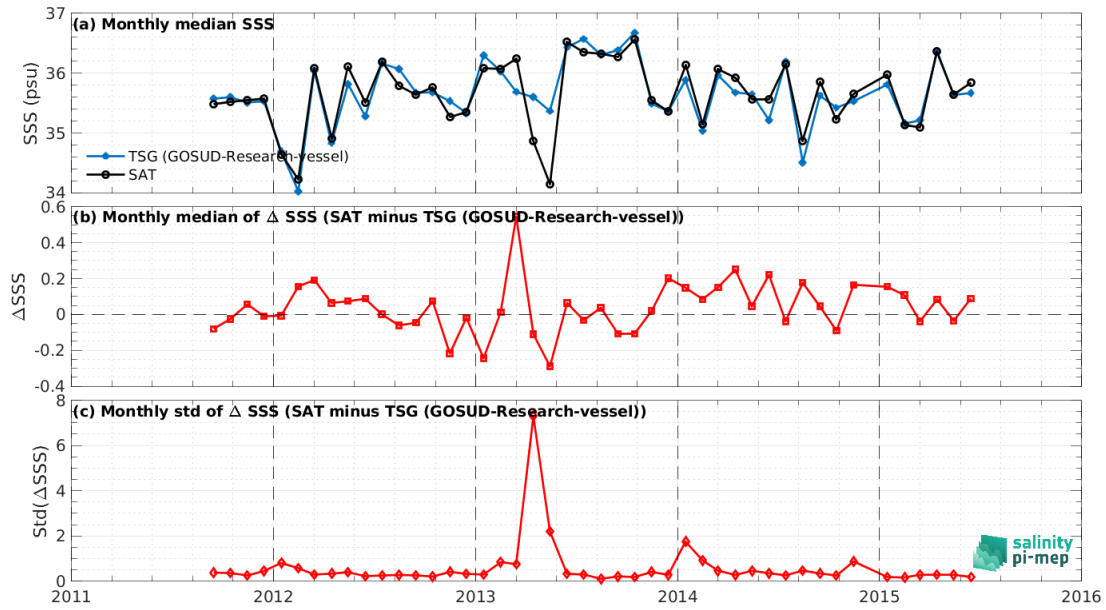 (a) Monthly median SSS
37
36
35
34
SSS (psu)
TSG (GOSUD-Research-vessel)
SAT
(b) Monthly median of Δ SSS (SAT minus TSG (GOSUD-Research-vessel))
0.6
0.4
0.2
0
-0.2
-0.4
ΔSSS
(c) Monthly std of Δ SSS (SAT minus TSG (GOSUD-Research-vessel))
8
6
4
2
0
Std(ΔSSS)
salinity
pi-mep
2011 2012 2013 2014 2015 2016